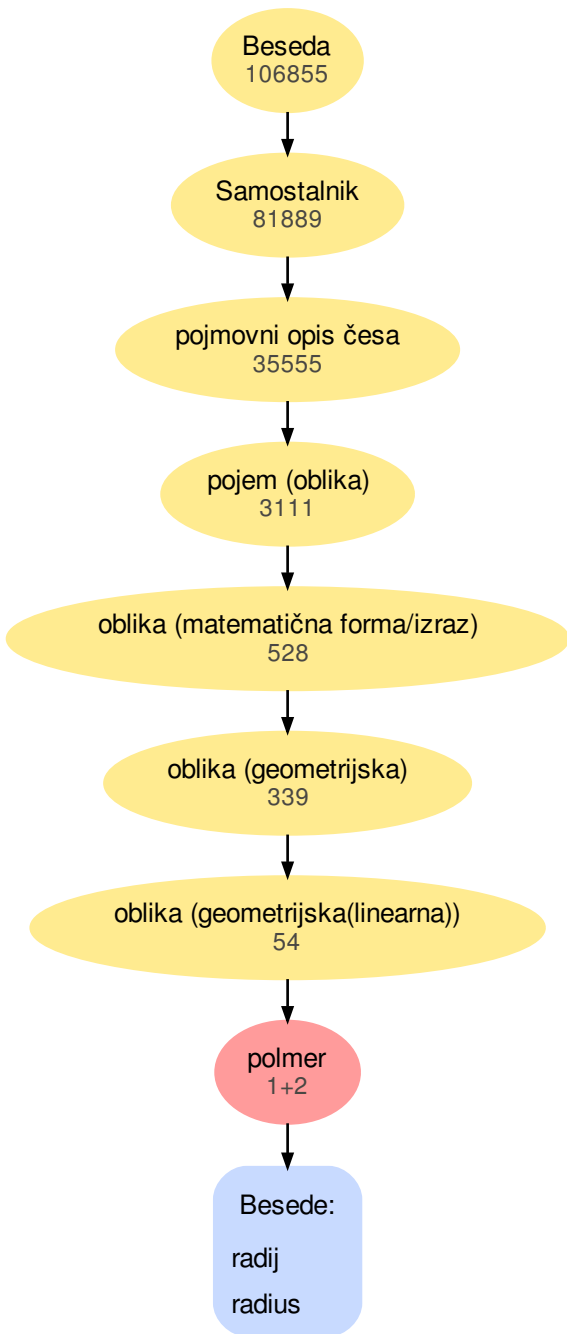 Beseda
106855
Samostalnik
81889
pojmovni opis česa
35555
pojem (oblika)
3111
oblika (matematična forma/izraz)
528
oblika (geometrijska)
339
oblika (geometrijska(linearna))
54
polmer
1+2
Besede:
radij
radius